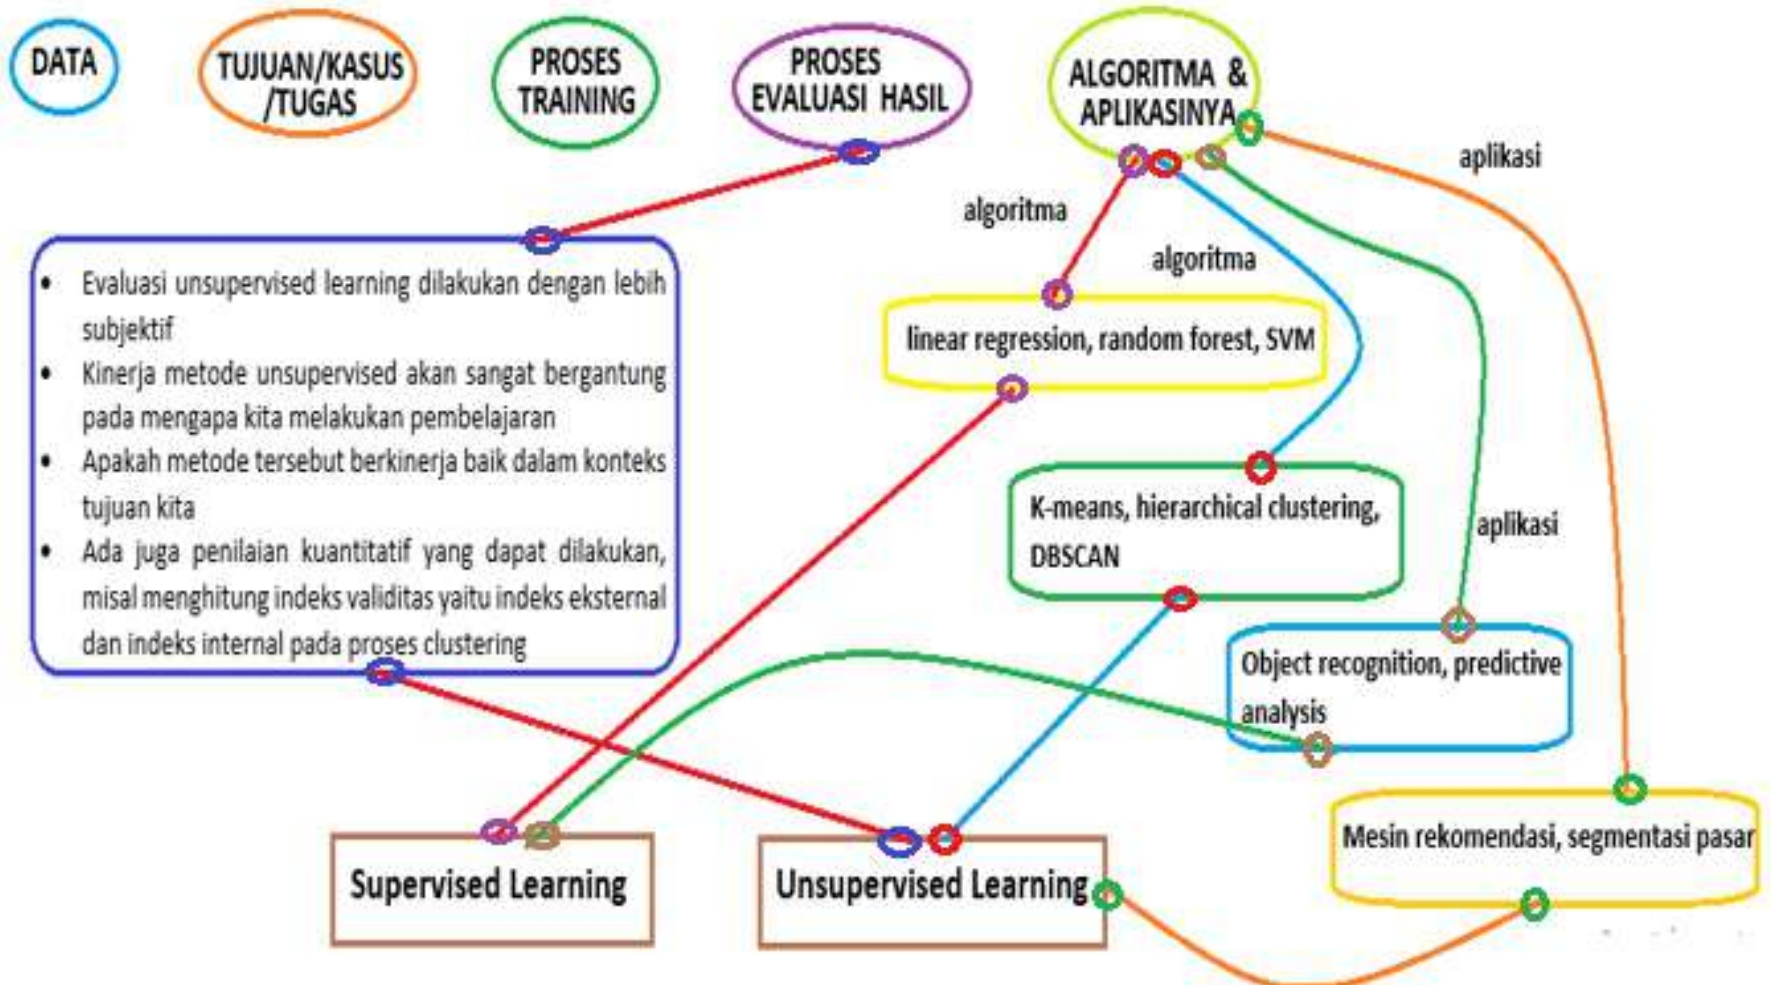 DATA
TUJUAN/KASUS
/TUGAS
PROSES
TRAINING
PROSES
EVALUASI HASIL
ALGORITMA &
APLIKASINYA
aplikasi
algoritma
algoritma
• Evaluasi unsupervised learning dilakukan dengan lebih
subjektif
• Kinerja metode unsupervised akan sangat bergantung
pada mengapa kita melakukan pembelajaran
• Apakah metode tersebut berkinerja baik dalam konteks
tujuan kita
• Ada juga penilaian kuantitatif yang dapat dilakukan,
misal menghitung indeks validitas yaitu indeks eksternal
dan indeks internal pada proses clustering
linear regression, random forest, SVM
K-means, hierarchical clustering,
DBSCAN
aplikasi
Object recognition, predictive
analysis
Mesin rekomendasi, segmentasi pasar
Supervised Learning
Unsupervised Learning